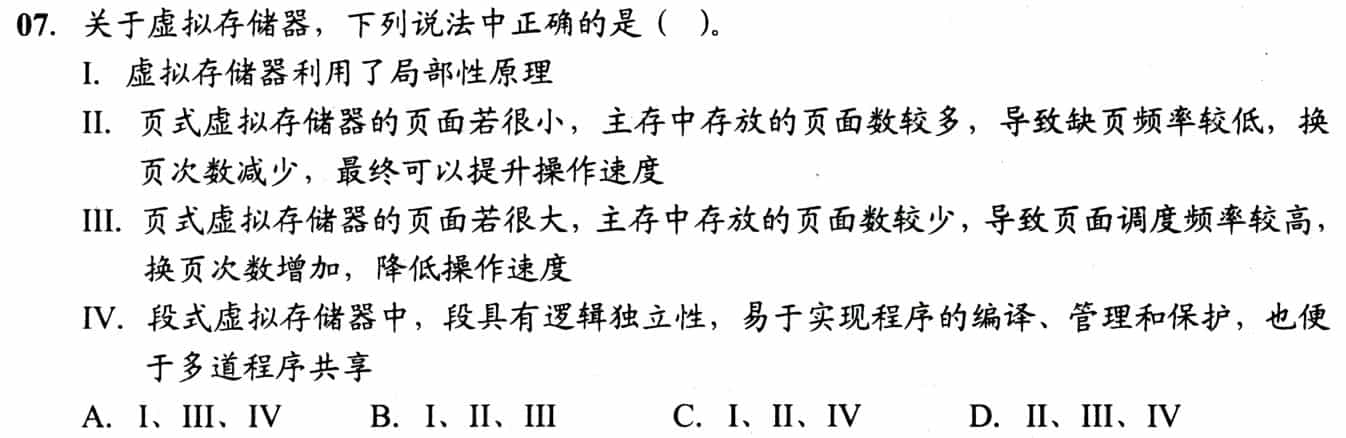 07. 关于虚拟存储器，下列说法中正确的是（ ）。
I. 虚拟存储器利用了局部性原理
II. 页式虚拟存储器的页面若很小，主存中存放的页面数较多，导致缺页频率较低，换
页次数减少，最终可以提升操作速度
III. 页式虚拟存储器的页面若很大，主存中存放的页面数较少，导致页面调度频率较高，
换页次数增加，降低操作速度
IV. 段式虚拟存储器中，段具有逻辑独立性，易于实现程序的编译、管理和保护，也便
于多道程序共享
A. I、III、IV B. I、II、III C. I、II、IV D. II、III、IV